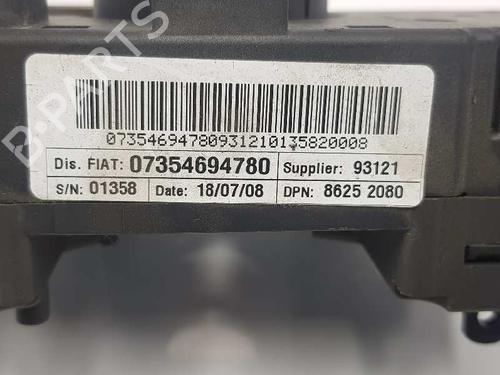 B-PARTS
07354694780931210135820008
Dis. FIAT: 07354694780 Supplier: 93121
S/N: 01358 Date: 18/07/08 DPN: 8625 2080